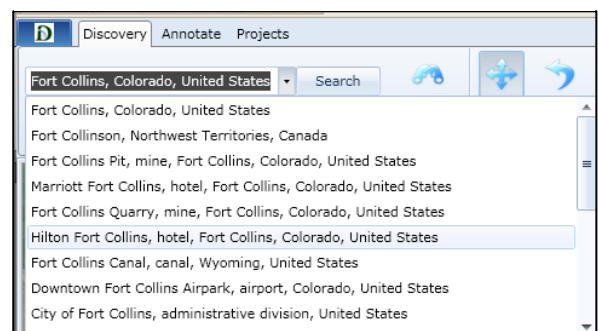 D
Discovery Annotate Projects
Fort Collins, Colorado, United States Search
Fort Collins, Colorado, United States
Fort Collinson, Northwest Territories, Canada
Fort Collins Pit, mine, Fort Collins, Colorado, United States
Marriott Fort Collins, hotel, Fort Collins, Colorado, United States
Fort Collins Quarry, mine, Fort Collins, Colorado, United States
Hilton Fort Collins, hotel, Fort Collins, Colorado, United States
Fort Collins Canal, canal, Wyoming, United States
Downtown Fort Collins Airpark, airport, Colorado, United States
City of Fort Collins, administrative division, United States